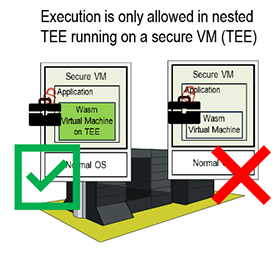 Execution is only allowed in nested
TEE running on a secure VM (TEE)
Secure VM
Application
Wasm
Virtual Machine
on TEE
Normal OS
Secure VM
Application
Wasm
Virtual Machine
Normal